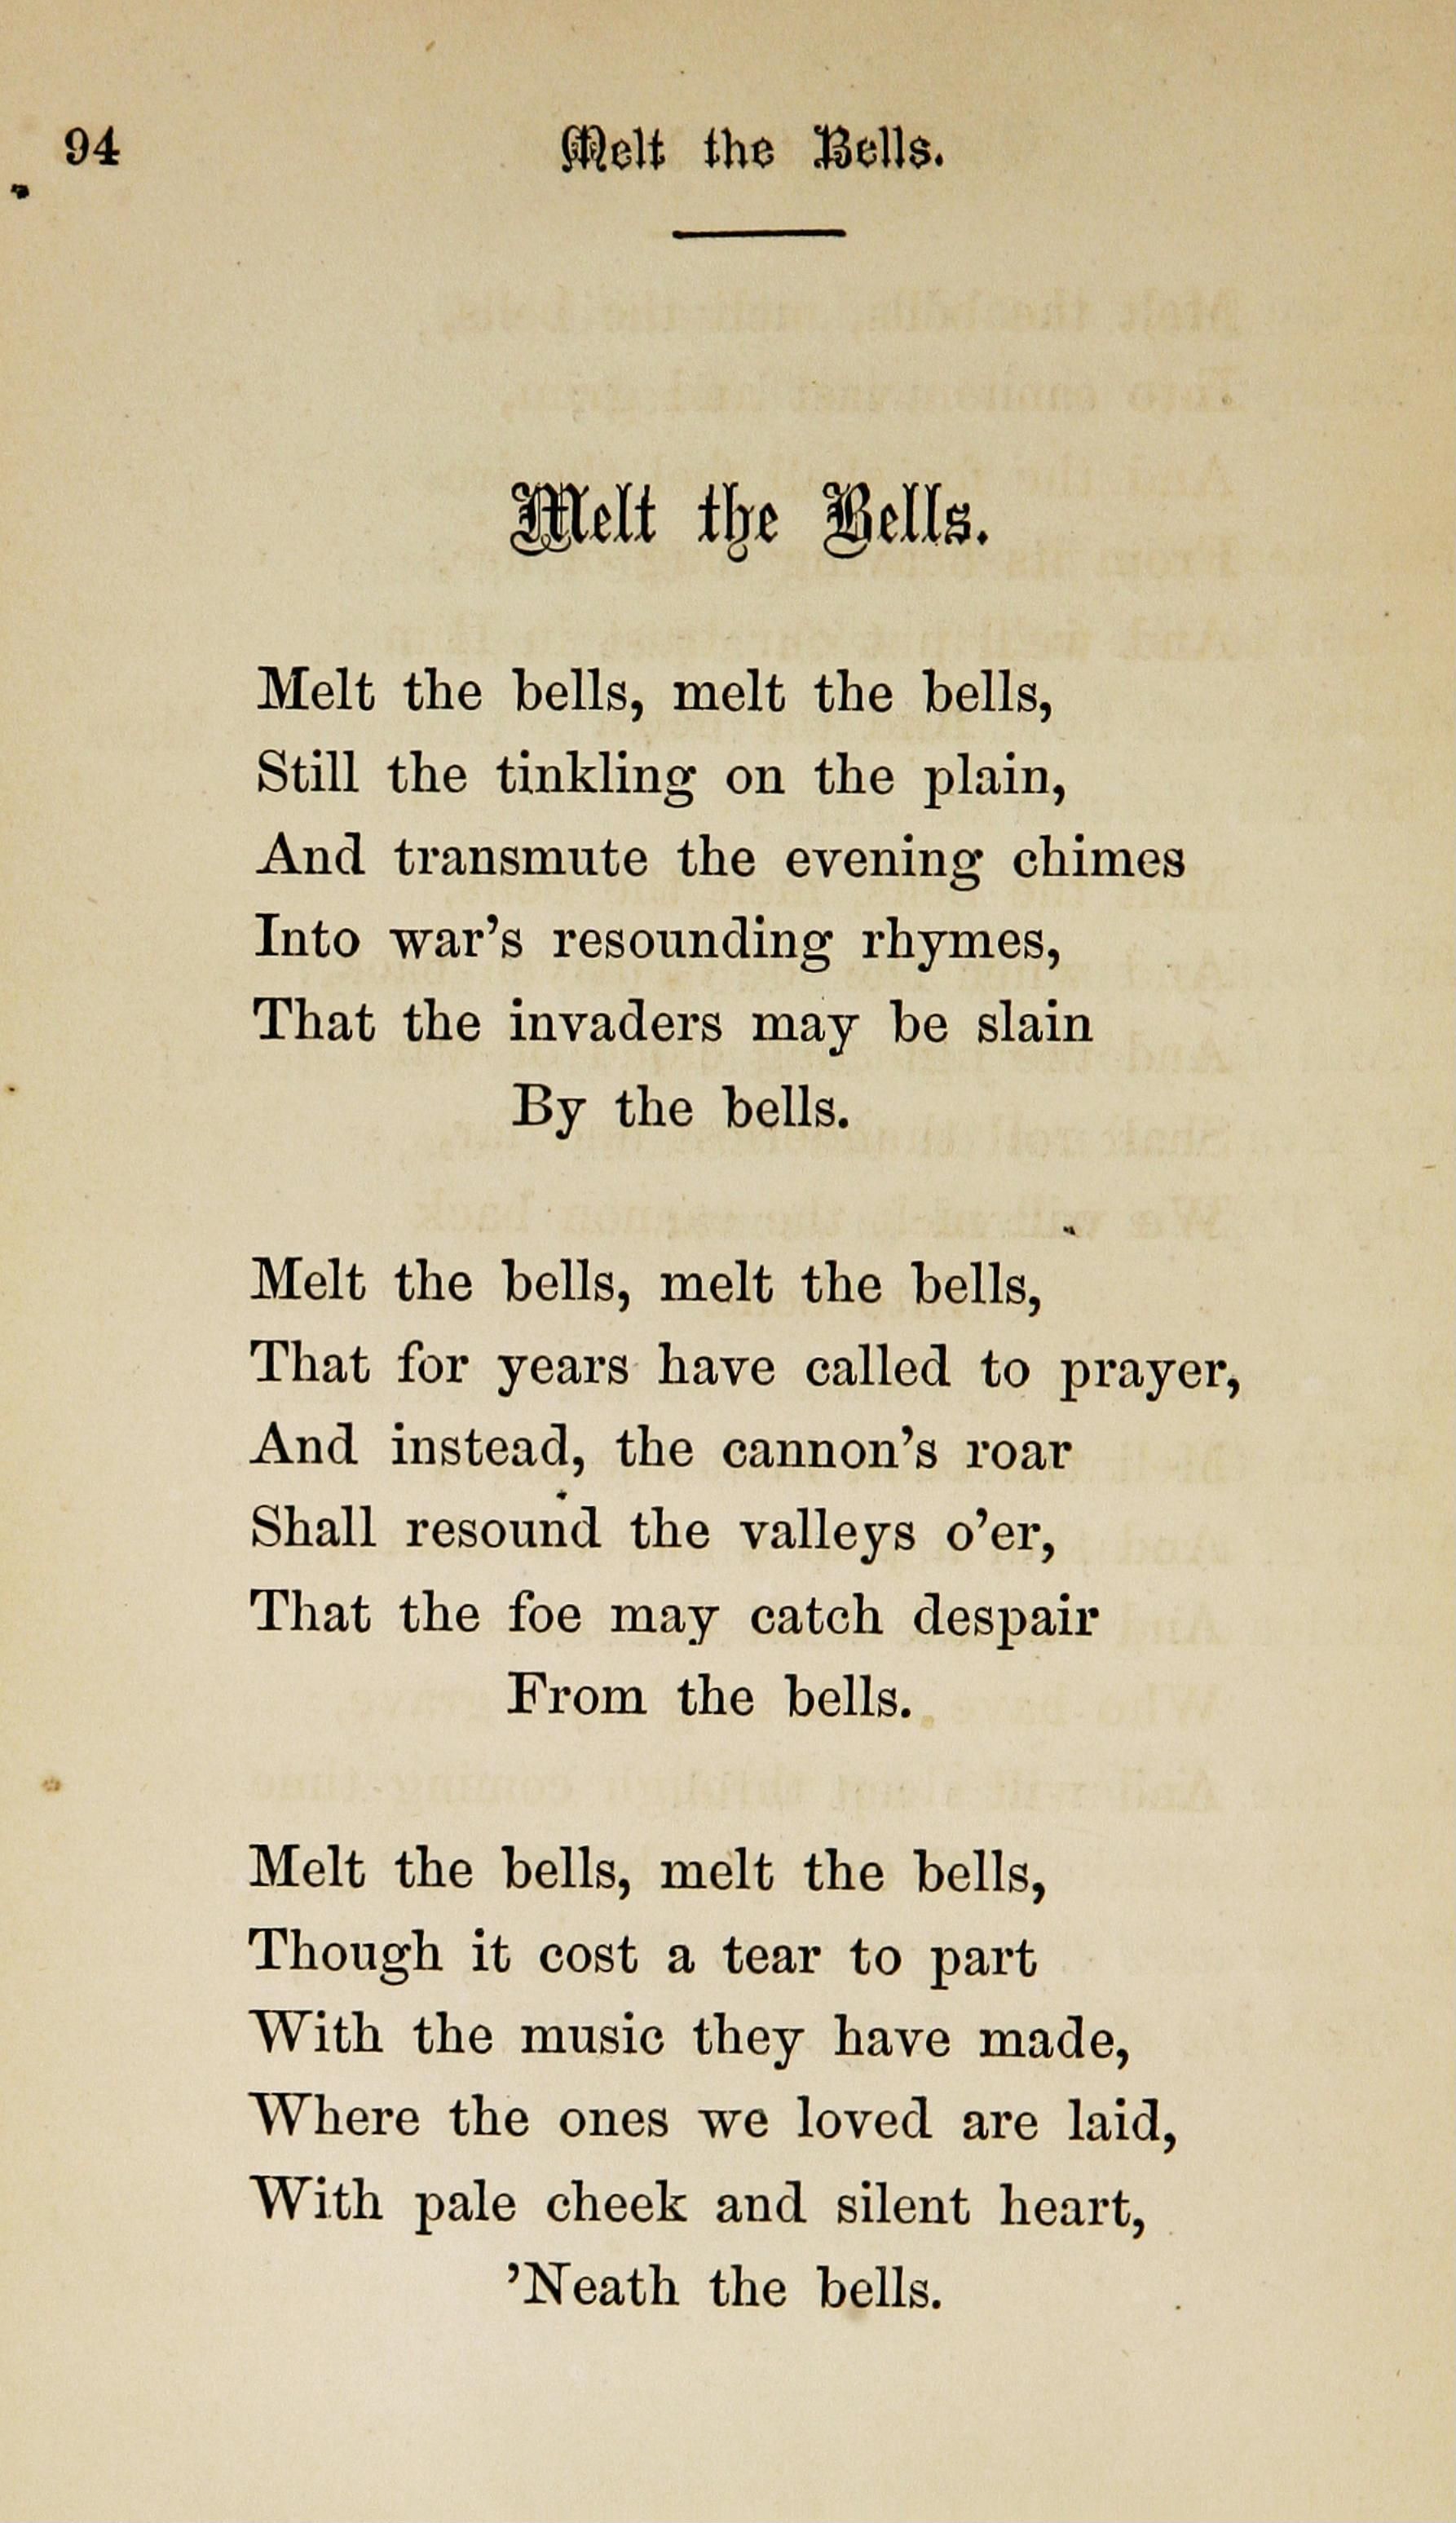 94 Melt the Bells.
Melt the Bells.
Melt the bells, melt the bells,
Still the tinkling on the plain,
And transmute the evening chimes
Into war's resounding rhymes,
That the invaders may be slain
By the bells.
Melt the bells, melt the bells,
That for years have called to prayer,
And instead, the cannon's roar
Shall resound the valleys o'er,
That the foe may catch despair
From the bells.
Melt the bells, melt the bells,
Though it cost a tear to part
With the music they have made,
Where the ones we loved are laid,
With pale cheek and silent heart,
'Neath the bells.